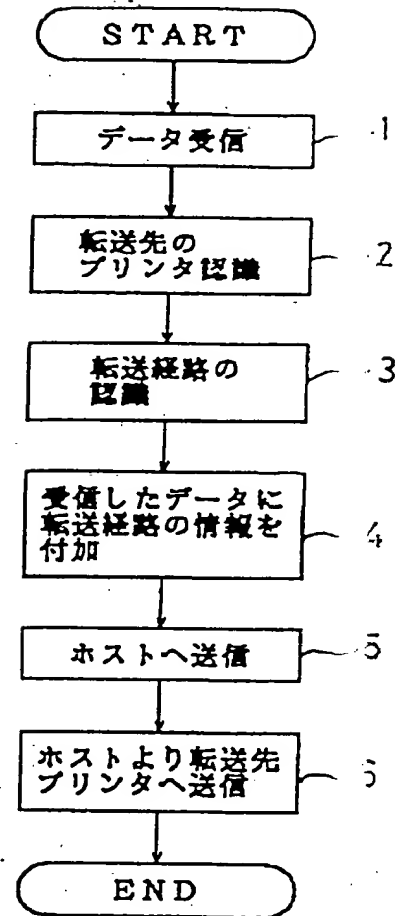 START
データ受信
1
転送先の
プリンタ認識
2
転送経路の
認識
3
受信したデータに
転送経路の情報を
付加
4
ホストへ送信
5
ホストより転送先
プリンタへ送信
END